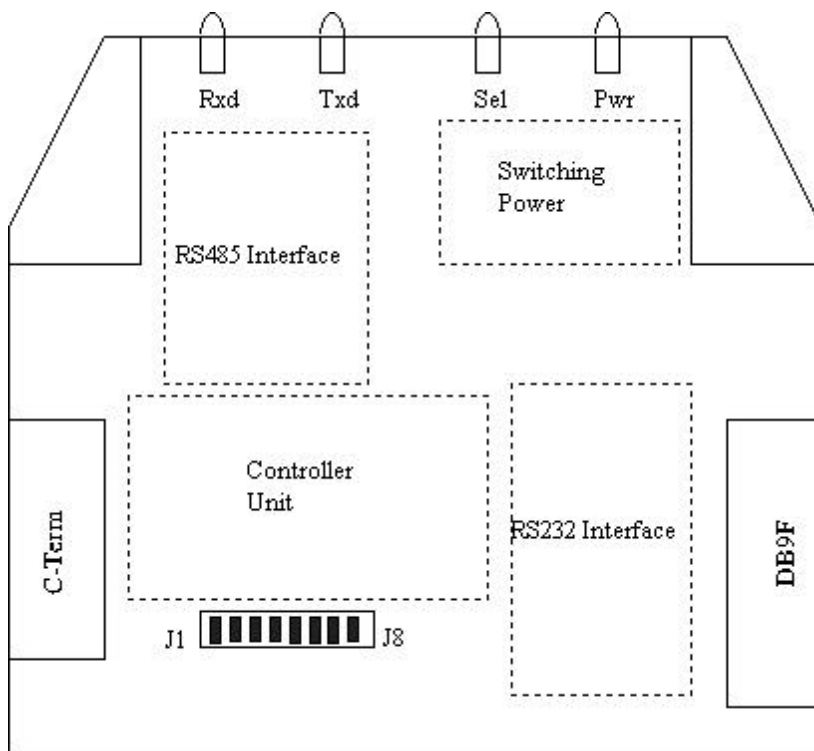 Rxd Txd Sel Pwr
Switching
Power
RS485 Interface
Controller
Unit
RS232 Interface
C-Term
DB9F
J1 J8